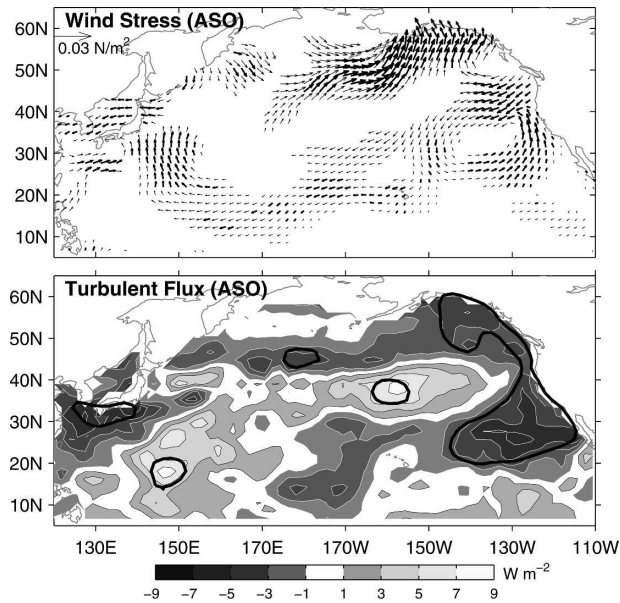 Wind Stress (ASO)
0.03 N/m²
60N
50N
40N
30N
20N
10N
Turbulent Flux (ASO)
60N
50N
40N
30N
20N
10N
130E 150E 170E 170W 150W 130W 110W
−9 −7 −5 −3 −1 1 3 5 7 9 W m⁻²